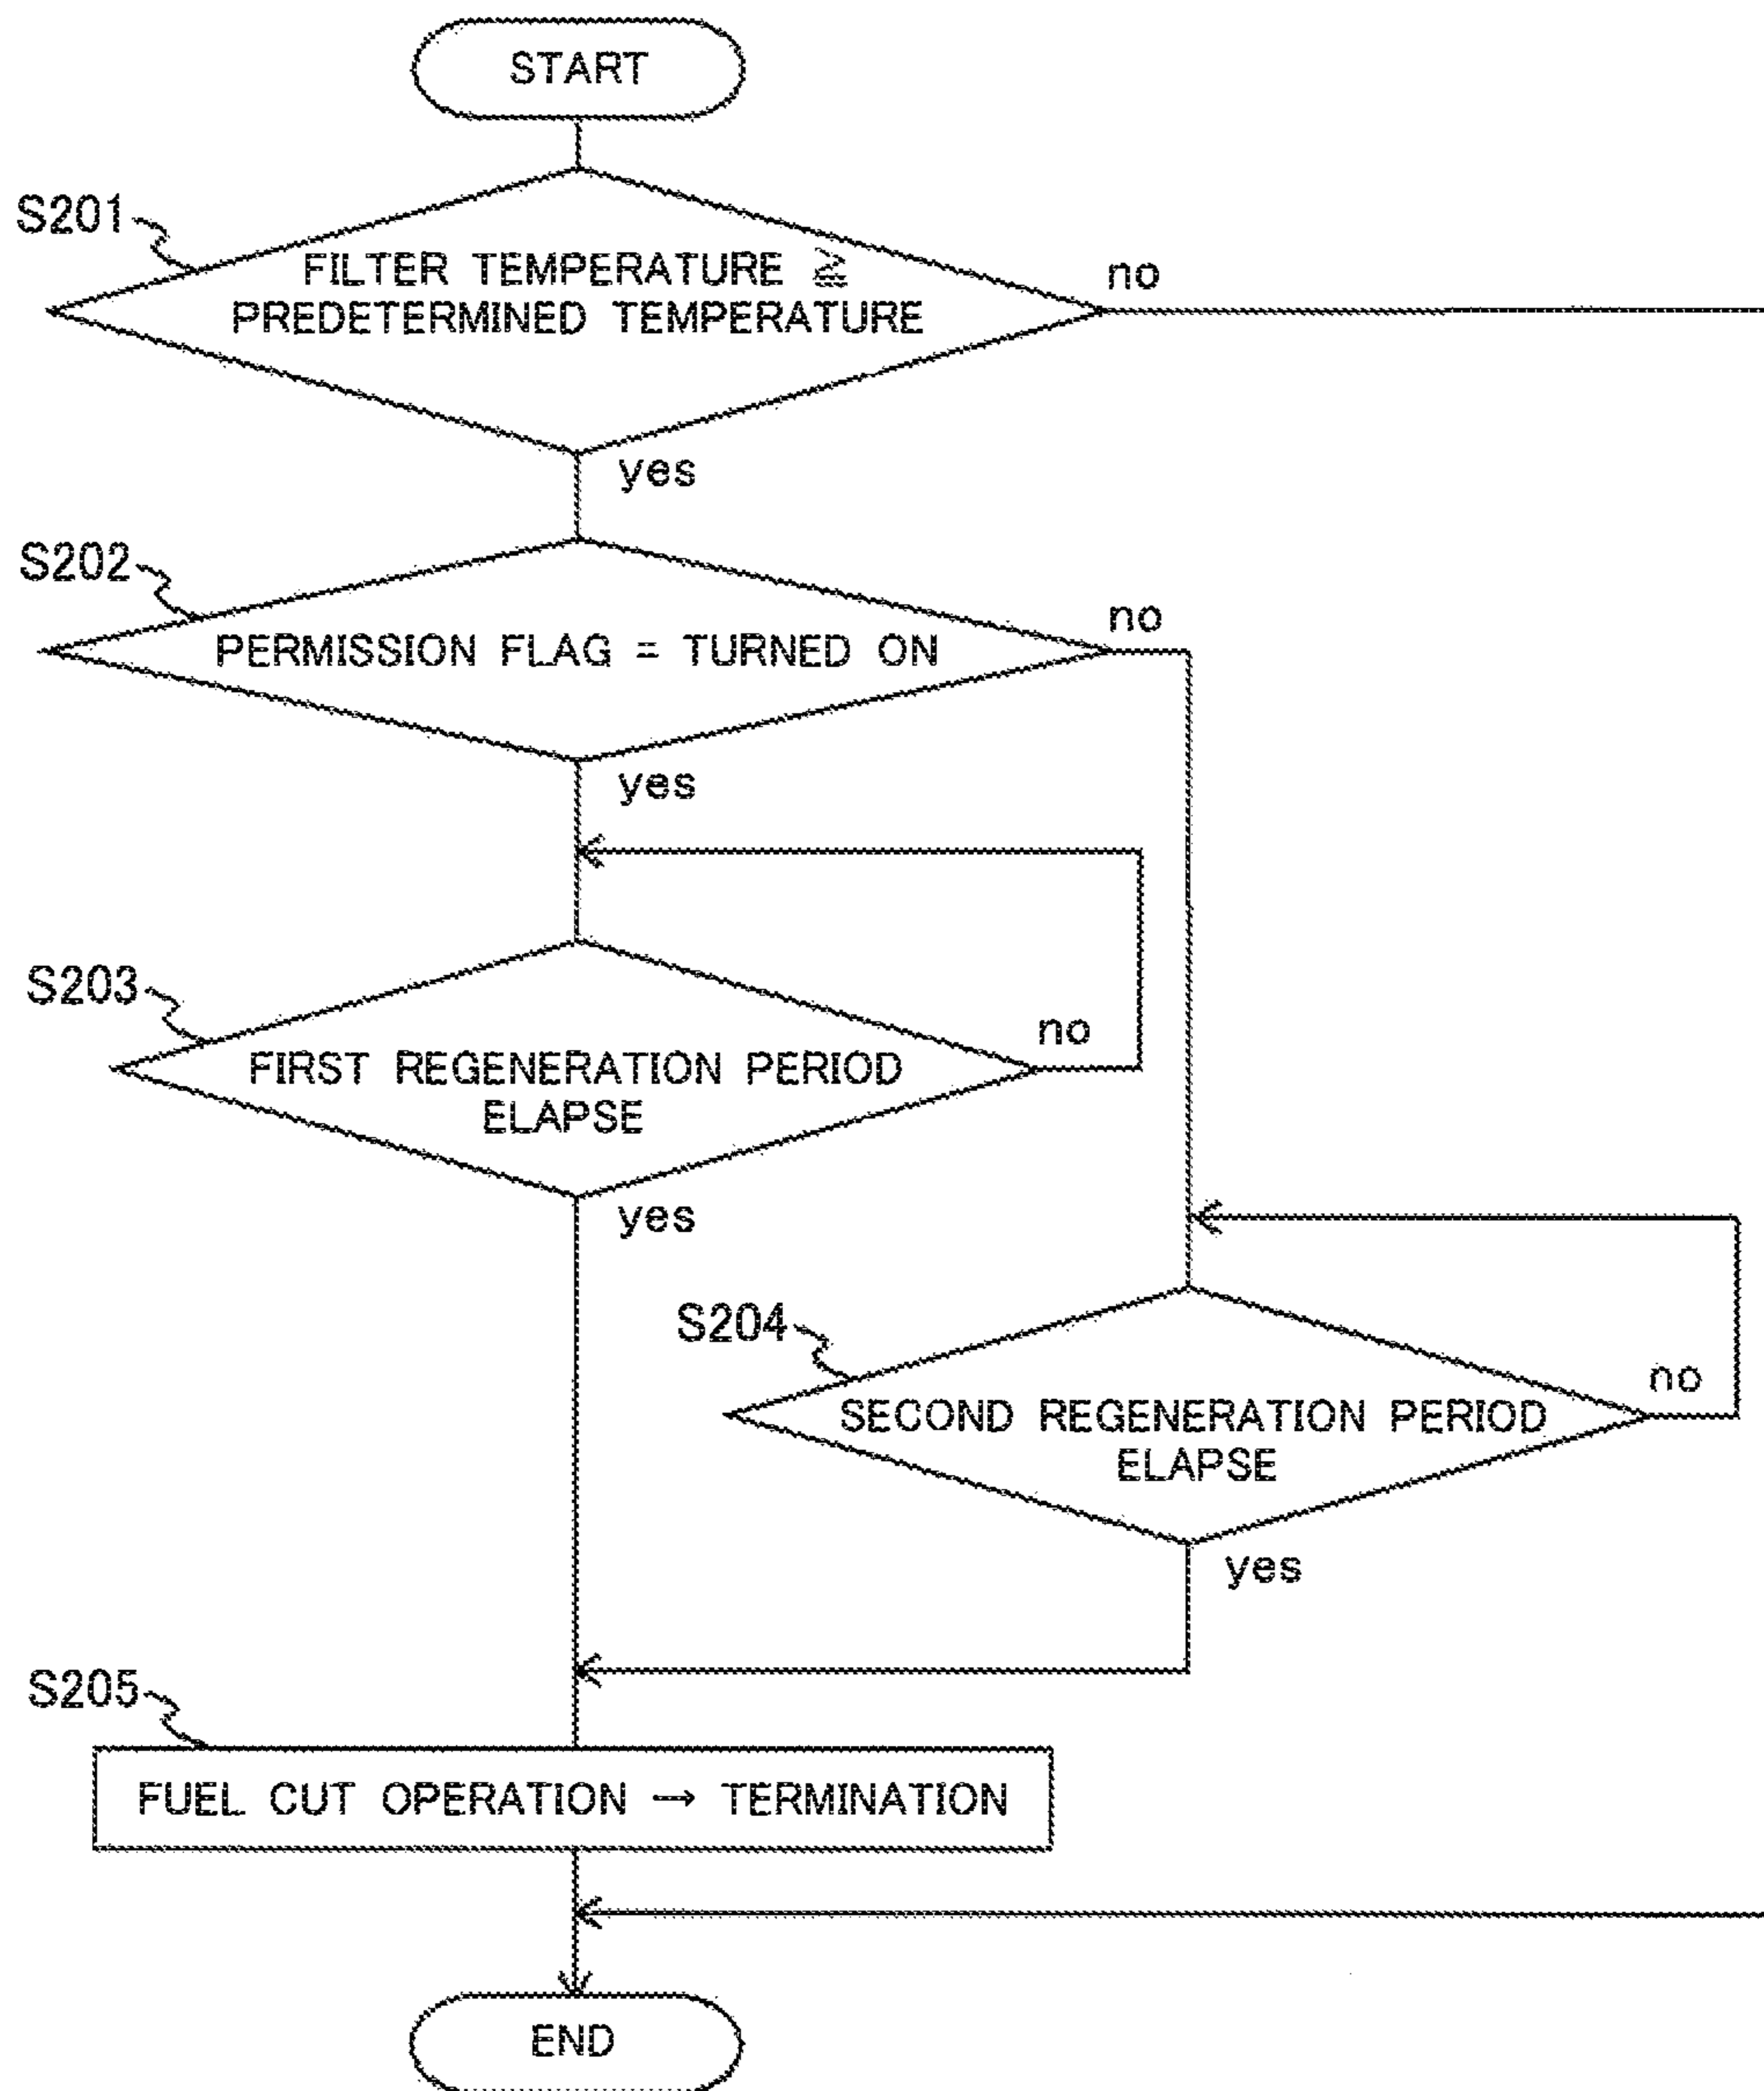 START
S201
FILTER TEMPERATURE ≧
PREDETERMINED TEMPERATURE
no
yes
S202
PERMISSION FLAG = TURNED ON
no
yes
S203
FIRST REGENERATION PERIOD
ELAPSE
no
yes
S204
SECOND REGENERATION PERIOD
ELAPSE
no
yes
S205
FUEL CUT OPERATION → TERMINATION
END